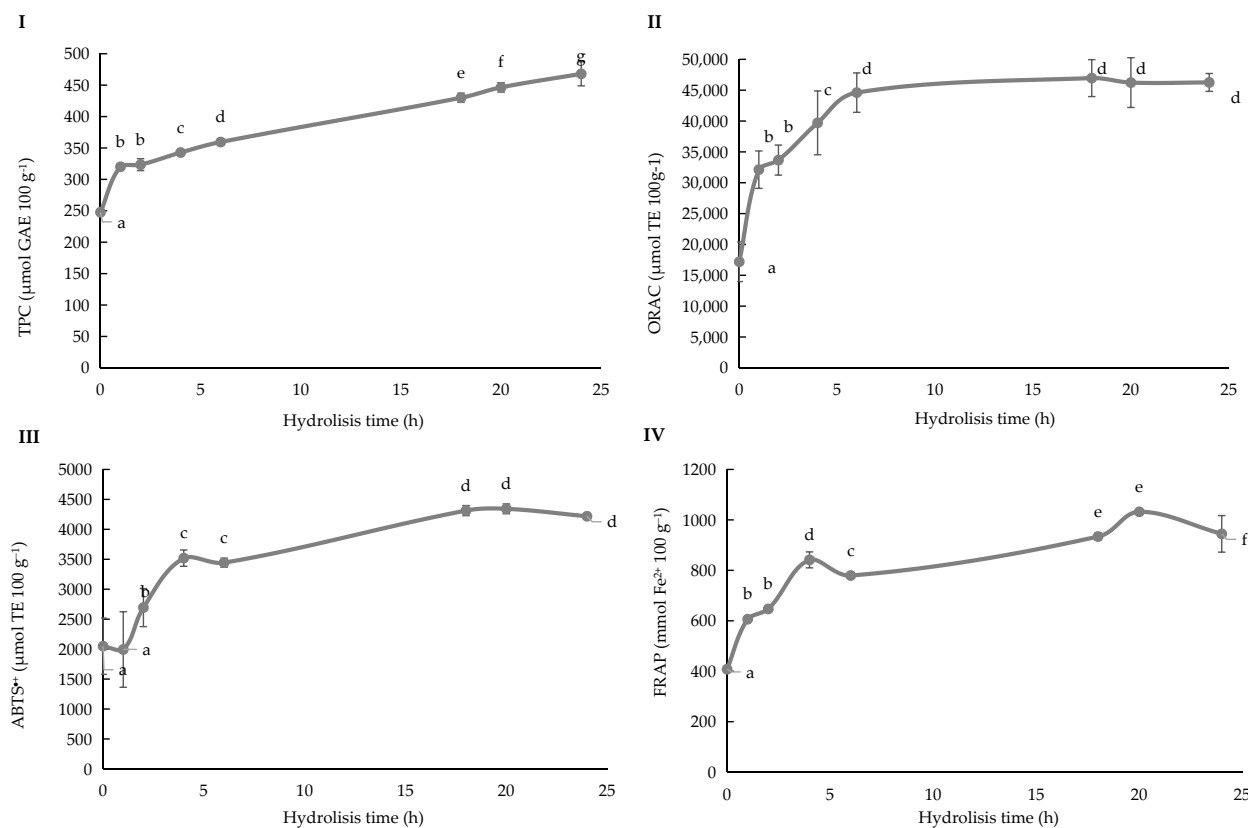 I
TPC (µmol GAE 100 g⁻¹)
500
450
400
350
300
250
200
150
100
50
0
a
b
b
c
d
e
f
g
0 5 10 15 20 25
Hydrolisis time (h)
II
ORAC (µmol TE 100g-1)
50,000
45,000
40,000
35,000
30,000
25,000
20,000
15,000
10,000
5,000
0
a
b
b
c
d
d
d
d
0 5 10 15 20 25
Hydrolisis time (h)
III
ABTS•⁺ (µmol TE 100 g⁻¹)
5000
4500
4000
3500
3000
2500
2000
1500
1000
500
0
a
a
b
c
c
d
d
d
0 5 10 15 20 25
Hydrolisis time (h)
IV
FRAP (mmol Fe²⁺ 100 g⁻¹)
1200
1000
800
600
400
200
0
a
b
b
d
c
e
e
f
0 5 10 15 20 25
Hydrolisis time (h)